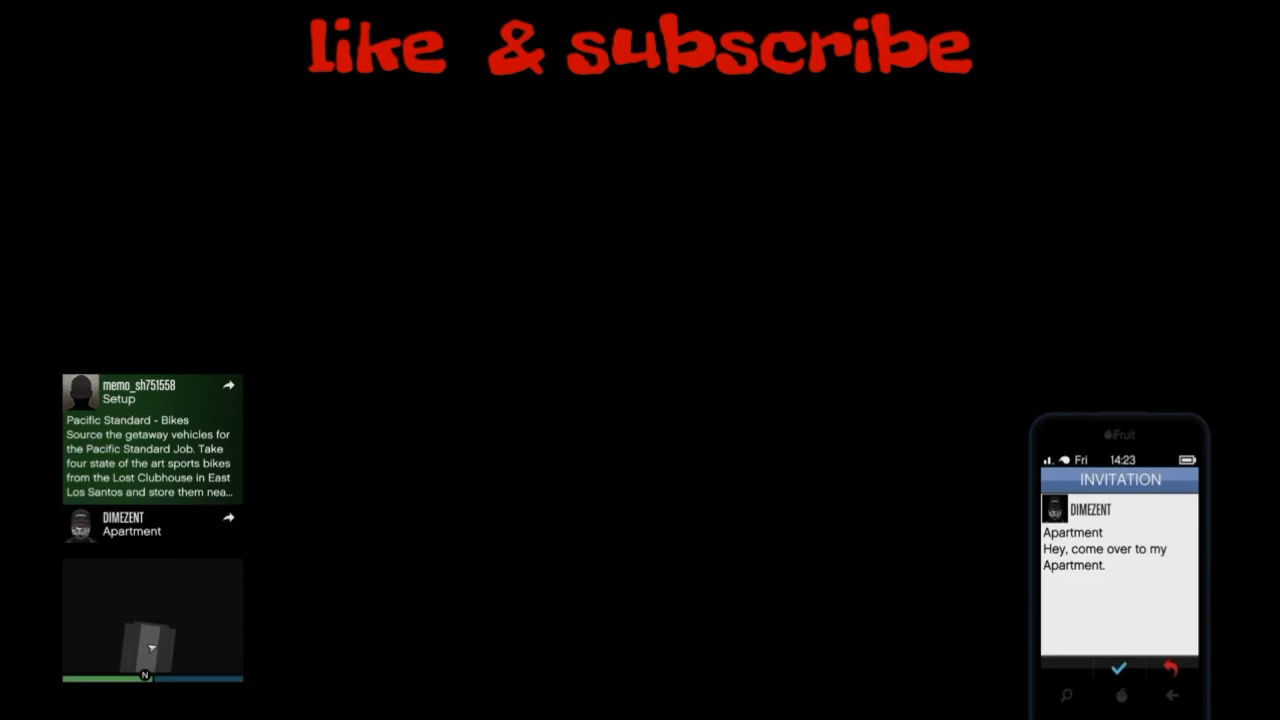 like & subscribe
memo_sh751558
Setup
Pacific Standard - Bikes
Source the getaway vehicles for
the Pacific Standard Job. Take
four state of the art sports bikes
from the Lost Clubhouse in East
Los Santos and store them nea...
DIMEZENT
Apartment
N
iFruit
Fri 14:23
INVITATION
DIMEZENT
Apartment
Hey, come over to my
Apartment.